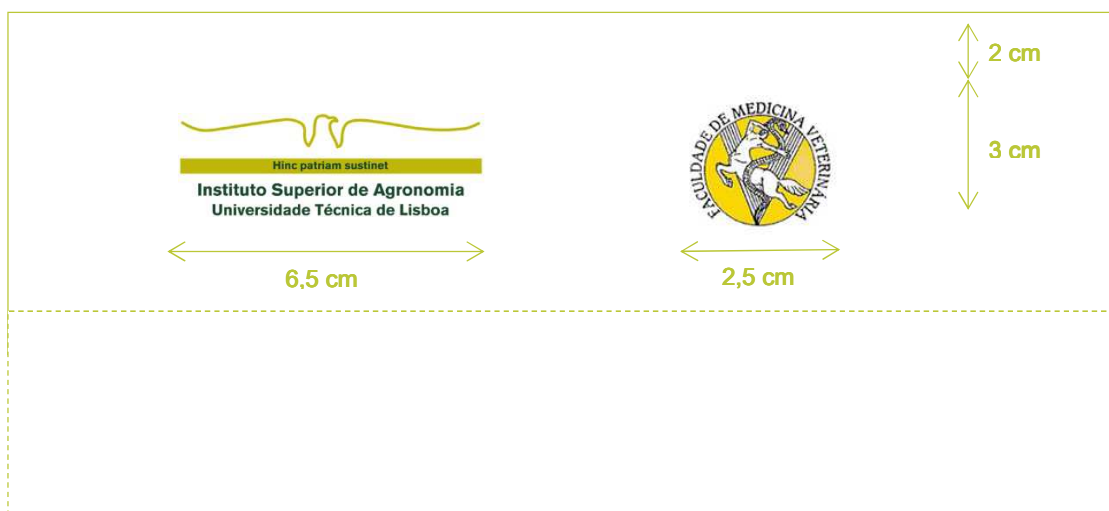 2 cm
3 cm
Hinc patriam sustinet
Instituto Superior de Agronomia
Universidade Técnica de Lisboa
FACULDADE DE MEDICINA VETERINÁRIA
6,5 cm
2,5 cm